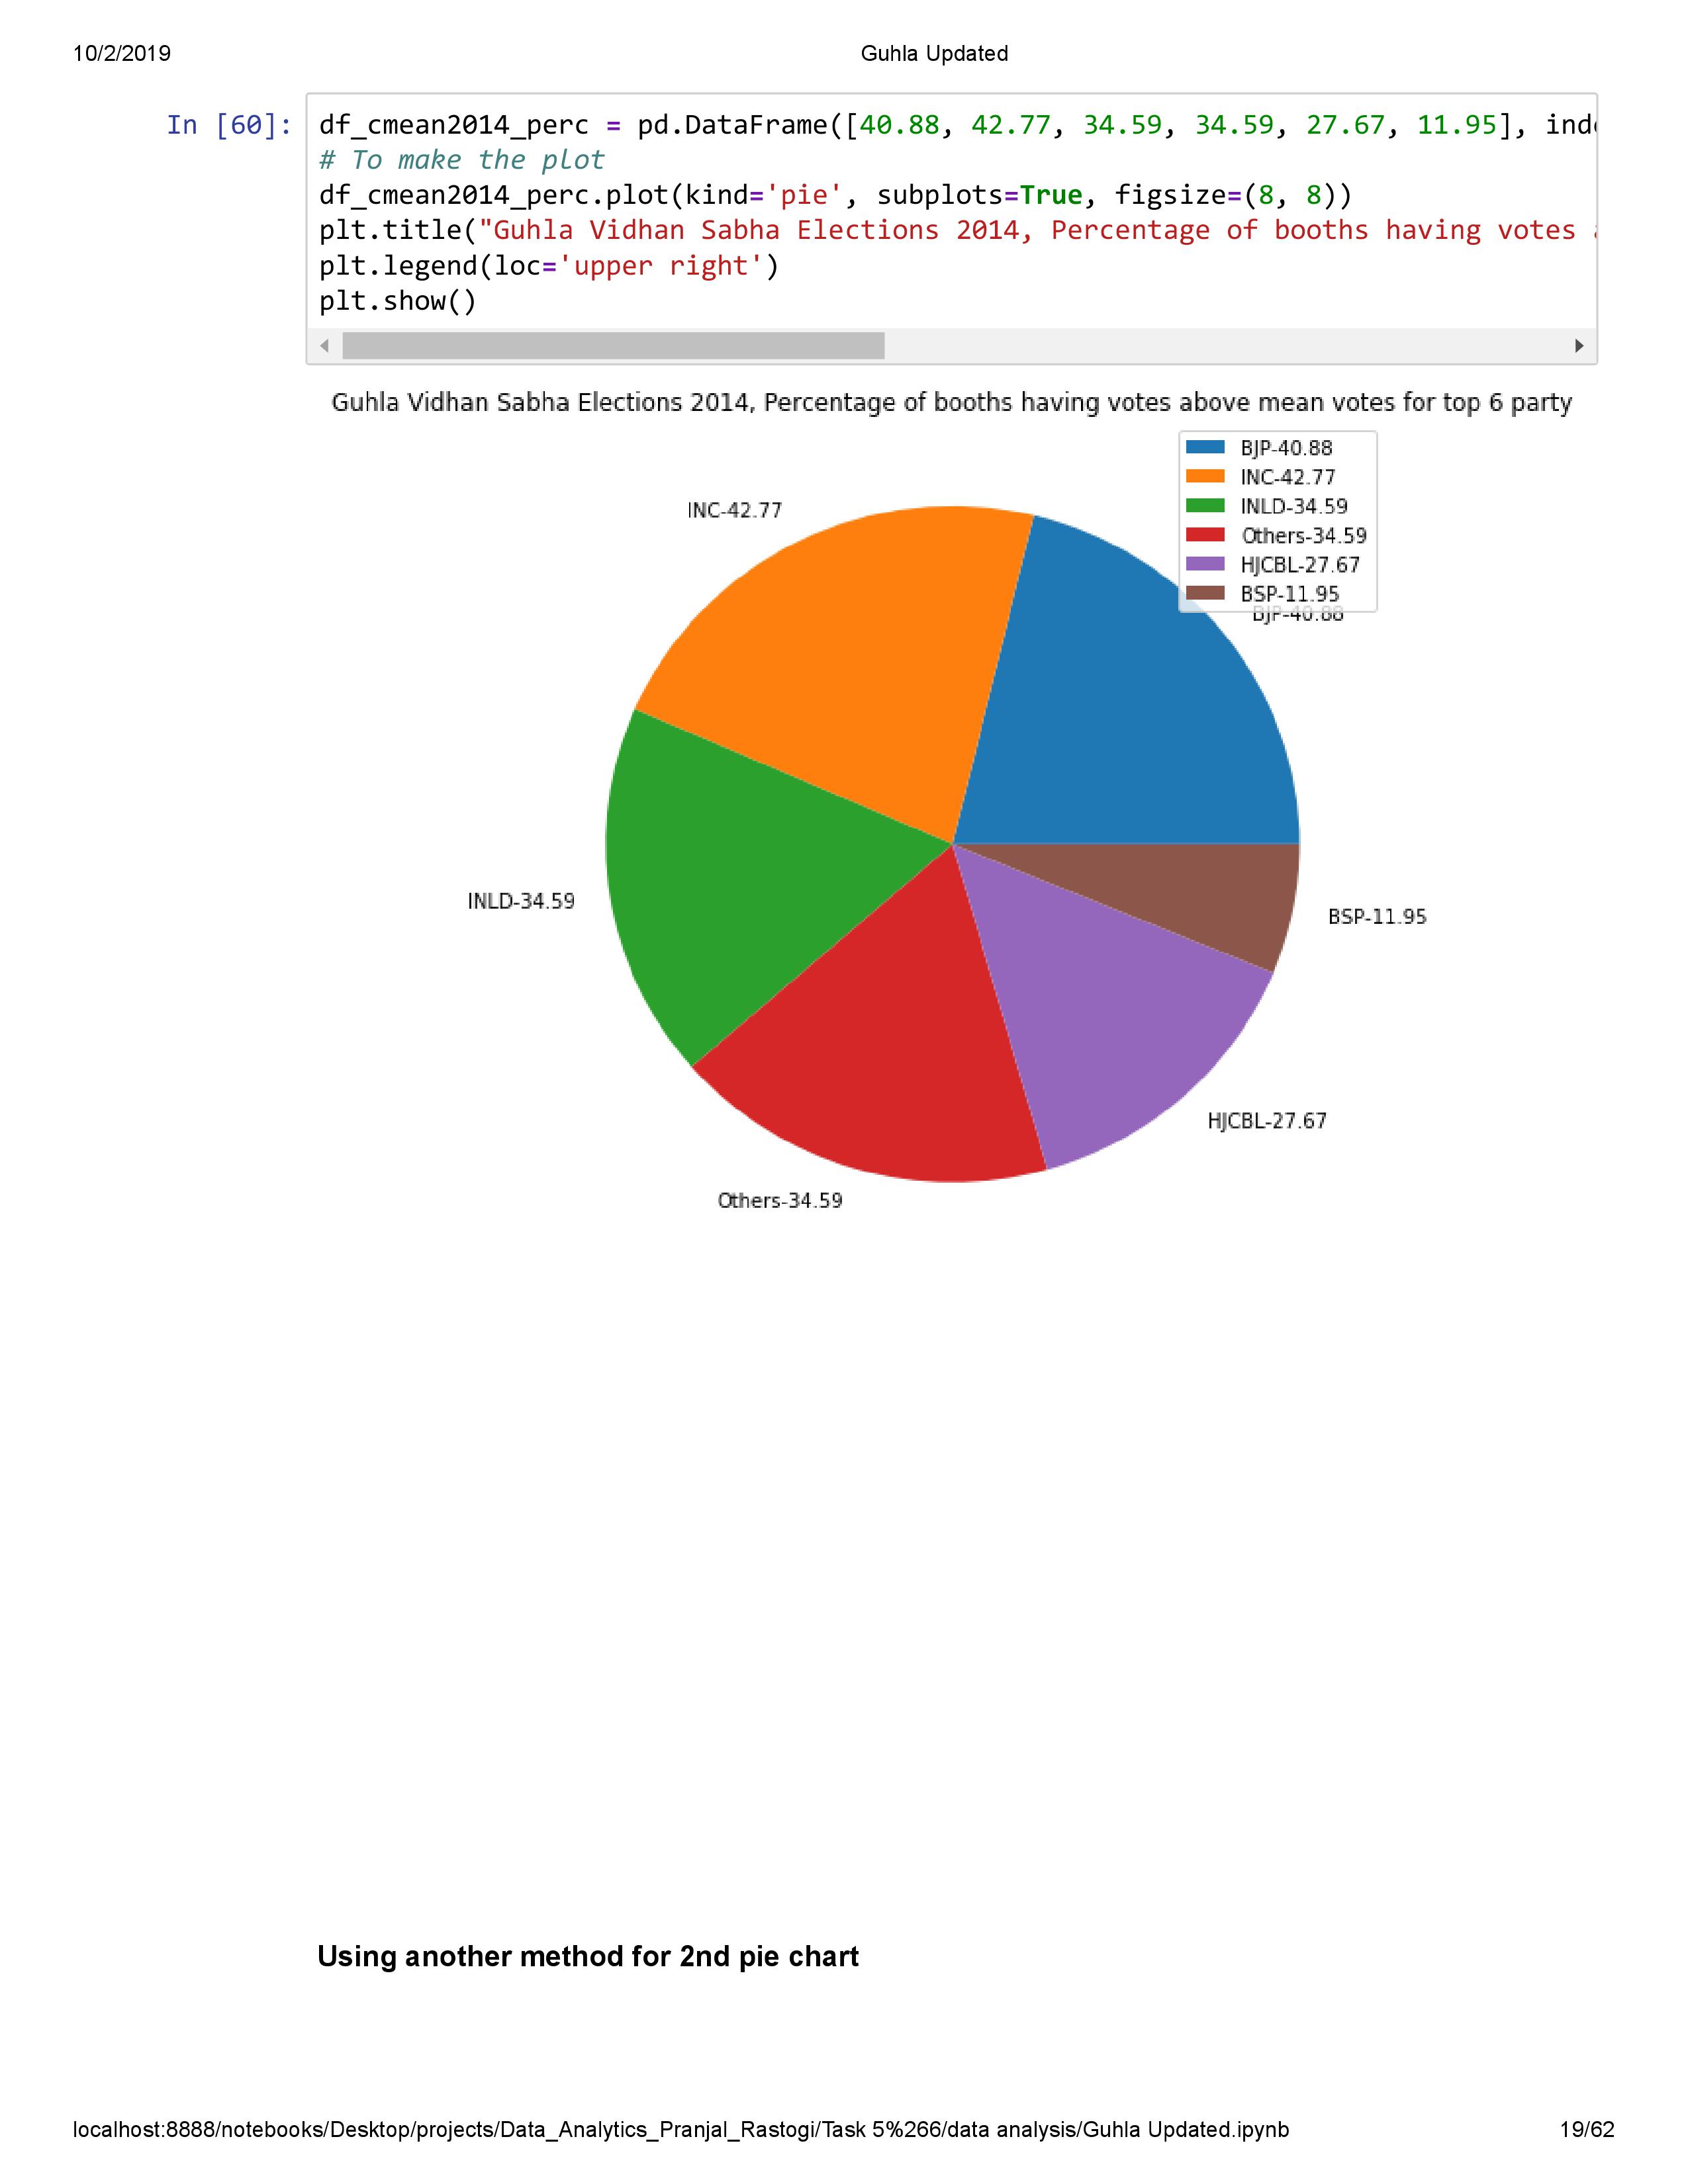 10/2/2019 Guhla Updated
In [60]: df_cmean2014_perc = pd.DataFrame([40.88, 42.77, 34.59, 34.59, 27.67, 11.95],
# To make the plot
df_cmean2014_perc.plot(kind='pie', subplots=True, figsize=(8, 8))
plt.title("Guhla Vidhan Sabha Elections 2014, Percentage of booths having votes
plt.legend(loc='upper right')
plt.show()
Guhla Vidhan Sabha Elections 2014, Percentage of booths having votes above mean votes for top 6 party
BJP-40.88
INC-42.77
INLD-34.59
Others-34.59
HJCBL-27.67
BSP-11.95
BJP-40.88
INC-42.77
INLD-34.59
BSP-11.95
HJCBL-27.67
Others-34.59
Using another method for 2nd pie chart
localhost:8888/notebooks/Desktop/projects/Data_Analytics_Pranjal_Rastogi/Task 5%266/data analysis/Guhla Updated.ipynb 19/62